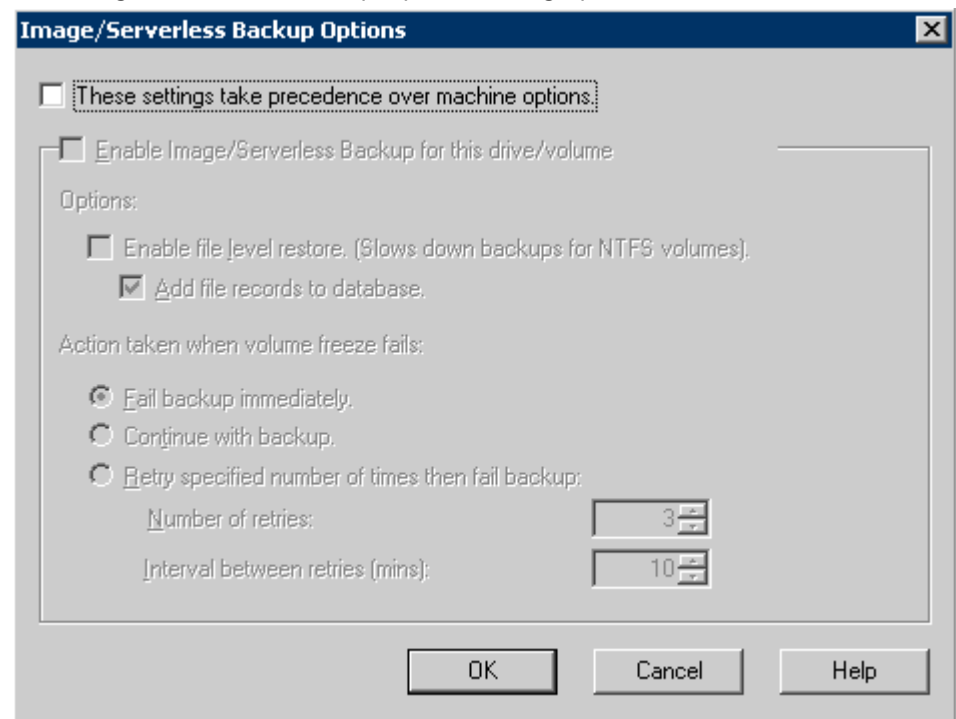 Image/Serverless Backup Options
These settings take precedence over machine options.
Enable Image/Serverless Backup for this drive/volume
Options:
Enable file level restore. (Slows down backups for NTFS volumes).
Add file records to database.
Action taken when volume freeze fails:
Fail backup immediately.
Continue with backup.
Retry specified number of times then fail backup:
Number of retries: 3
Interval between retries (mins): 10
OK Cancel Help